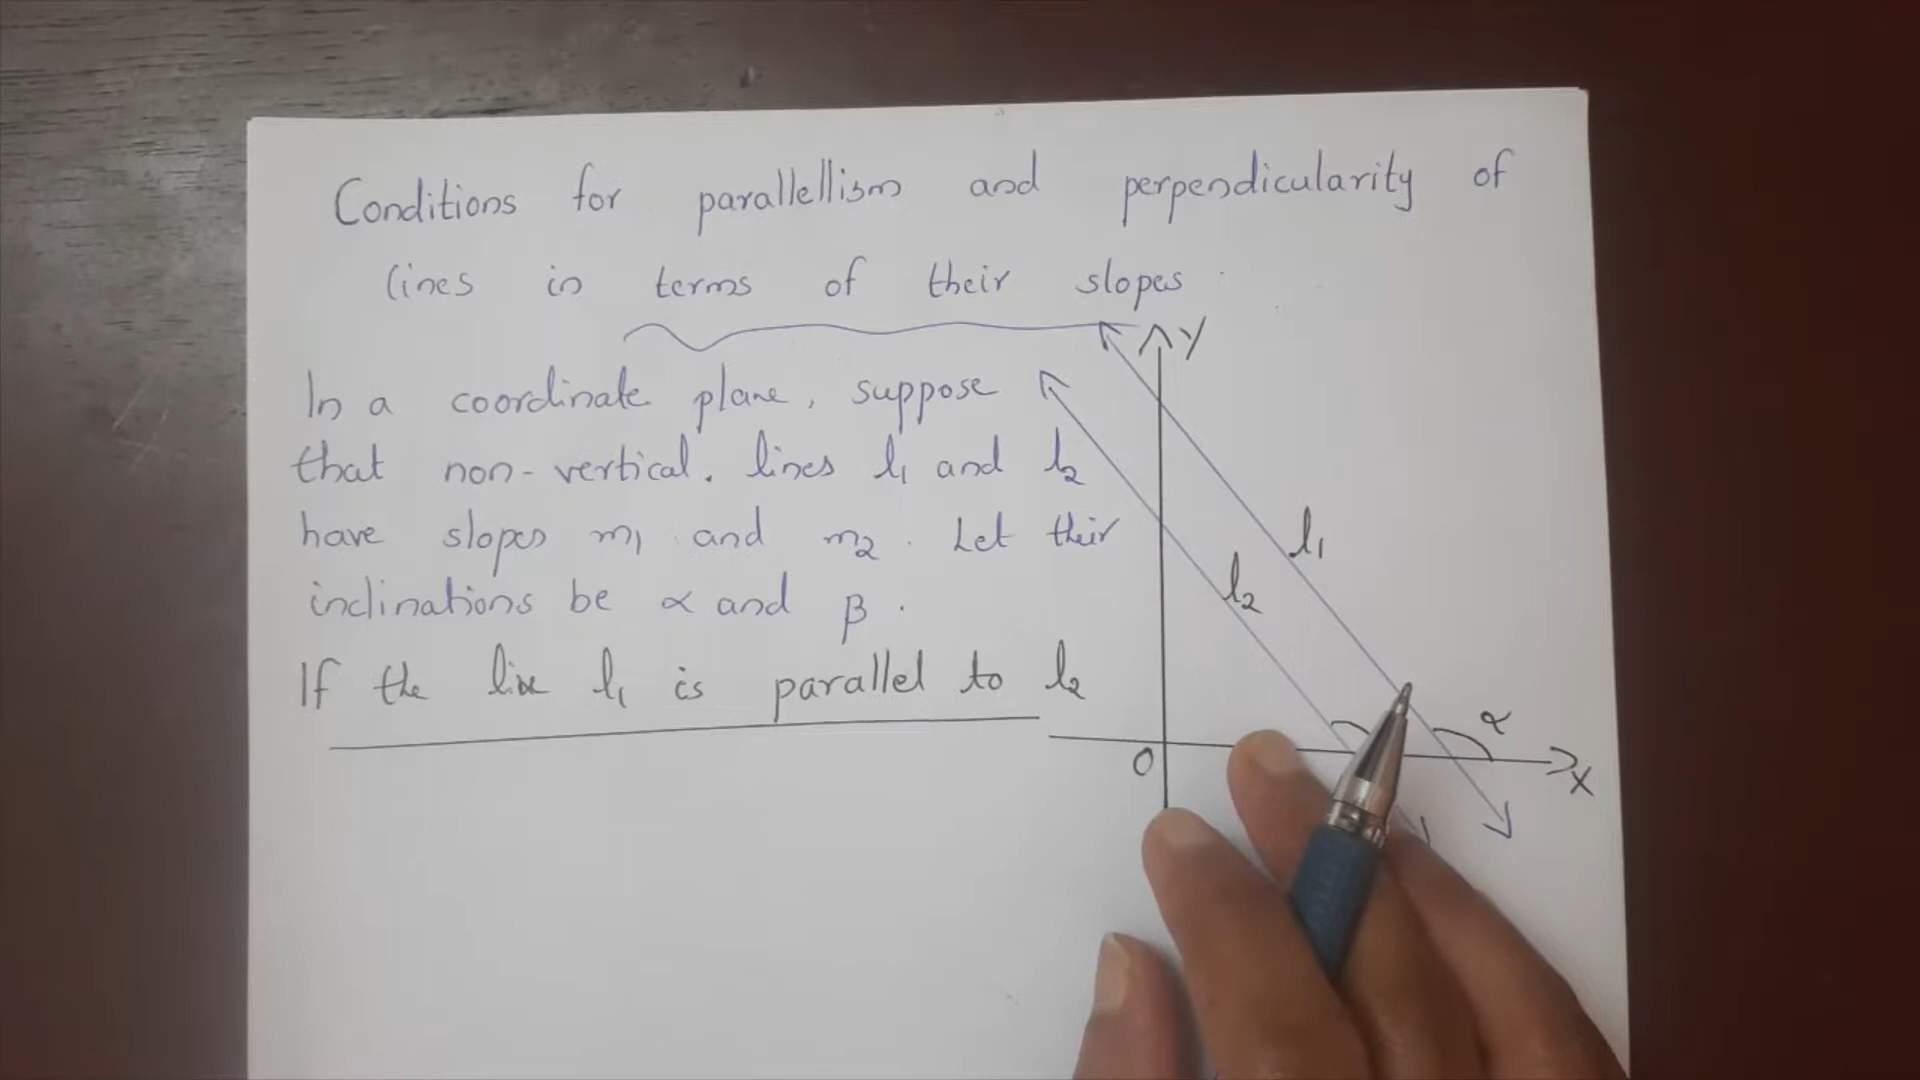 Conditions for parallellism and perpendicularity of
lines in terms of their slopes
In a coordinate plane, suppose
that non-vertical. lines l₁ and l₂
have slopes m₁ and m₂. Let their
inclinations be α and β.
If the line l₁ is parallel to l₂
Y
l₁
l₂
α
O
X